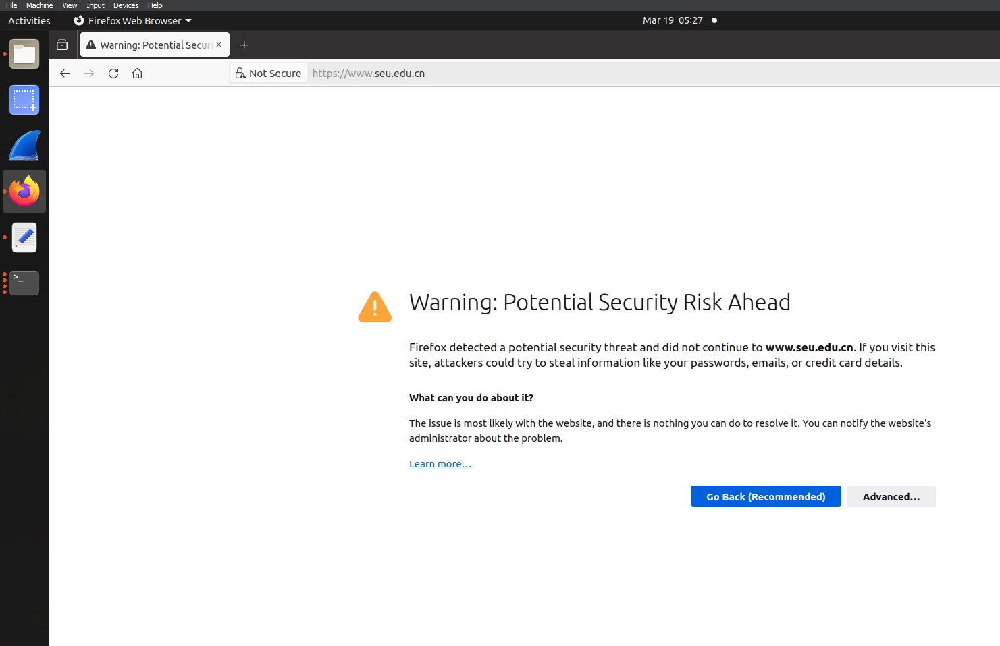 File Machine View Input Devices Help
Activities Firefox Web Browser Mar 19 05:27
Warning: Potential Securi
Not Secure https://www.seu.edu.cn
>_
Warning: Potential Security Risk Ahead
Firefox detected a potential security threat and did not continue to www.seu.edu.cn. If you visit this
site, attackers could try to steal information like your passwords, emails, or credit card details.
What can you do about it?
The issue is most likely with the website, and there is nothing you can do to resolve it. You can notify the website’s
administrator about the problem.
Learn more…
Go Back (Recommended) Advanced…